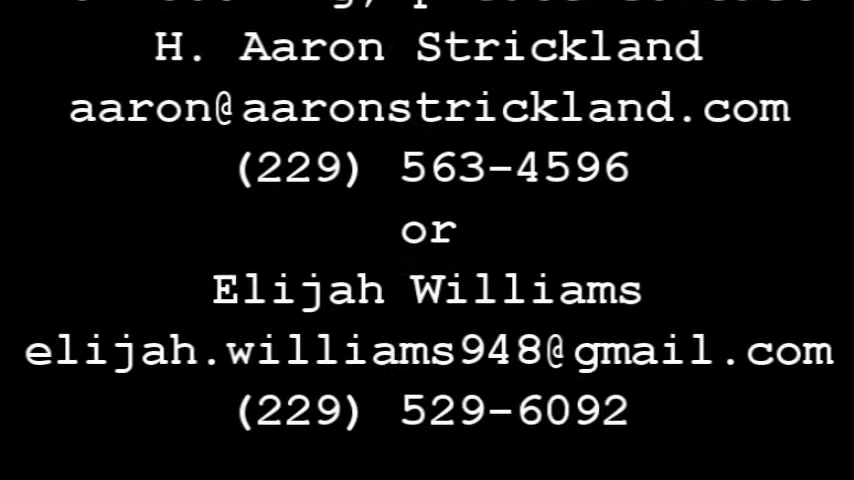 H. Aaron Strickland
aaron@aaronstrickland.com
(229) 563-4596
or
Elijah Williams
elijah.williams948@gmail.com
(229) 529-6092